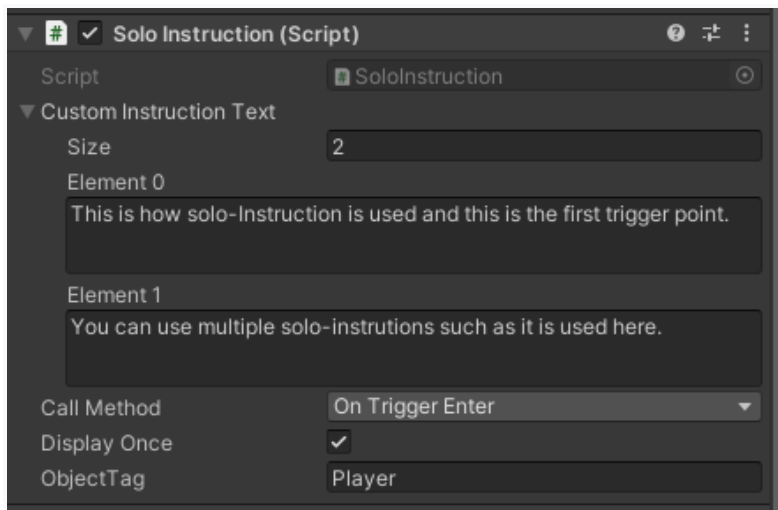 Solo Instruction (Script)
Script SoloInstruction
Custom Instruction Text
Size 2
Element 0
This is how solo-Instruction is used and this is the first trigger point.
Element 1
You can use multiple solo-instrutions such as it is used here.
Call Method On Trigger Enter
Display Once
ObjectTag Player